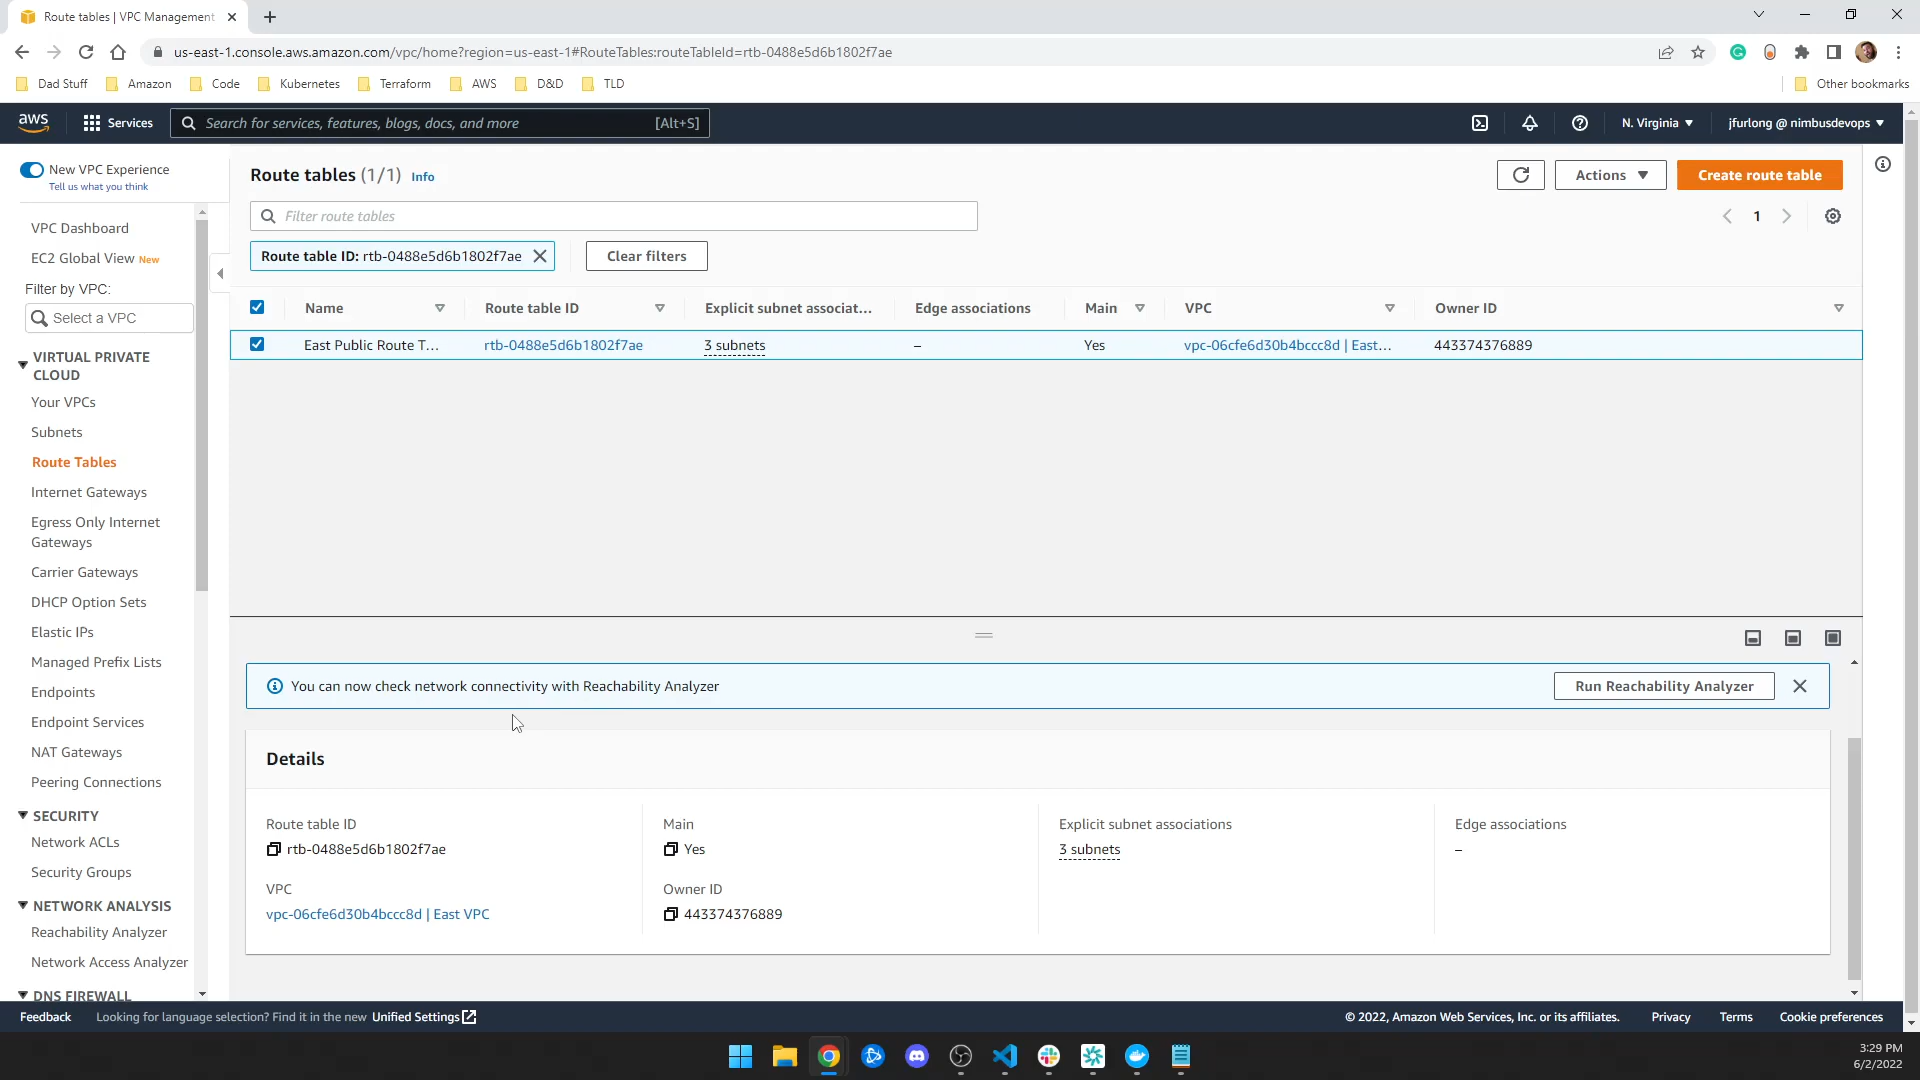 Route tables | VPC Management
us-east-1.console.aws.amazon.com/vpc/home?region=us-east-1#RouteTables:routeTableId=rtb-0488e5d6b1802f7ae
Dad Stuff Amazon Code Kubernetes Terraform AWS D&D TLD Other bookmarks
aws Services Search for services, features, blogs, docs, and more [Alt+S] N. Virginia jfurlong @ nimbusdevops
New VPC Experience
Tell us what you think
VPC Dashboard
EC2 Global View New
Filter by VPC:
Select a VPC
VIRTUAL PRIVATE
CLOUD
Your VPCs
Subnets
Route Tables
Internet Gateways
Egress Only Internet
Gateways
Carrier Gateways
DHCP Option Sets
Elastic IPs
Managed Prefix Lists
Endpoints
Endpoint Services
NAT Gateways
Peering Connections
SECURITY
Network ACLs
Security Groups
NETWORK ANALYSIS
Reachability Analyzer
Network Access Analyzer
DNS FIREWALL
Route tables (1/1) Info
Actions
Create route table
Filter route tables
1
Route table ID: rtb-0488e5d6b1802f7ae
Clear filters
Name Route table ID Explicit subnet associat... Edge associations Main VPC Owner ID
East Public Route T... rtb-0488e5d6b1802f7ae 3 subnets – Yes vpc-06cfe6d30b4bccc8d | East... 443374376889
You can now check network connectivity with Reachability Analyzer
Run Reachability Analyzer
Details
Route table ID
rtb-0488e5d6b1802f7ae
VPC
vpc-06cfe6d30b4bccc8d | East VPC
Main
Yes
Owner ID
443374376889
Explicit subnet associations
3 subnets
Edge associations
–
Feedback Looking for language selection? Find it in the new Unified Settings © 2022, Amazon Web Services, Inc. or its affiliates. Privacy Terms Cookie preferences
3:29 PM
6/2/2022